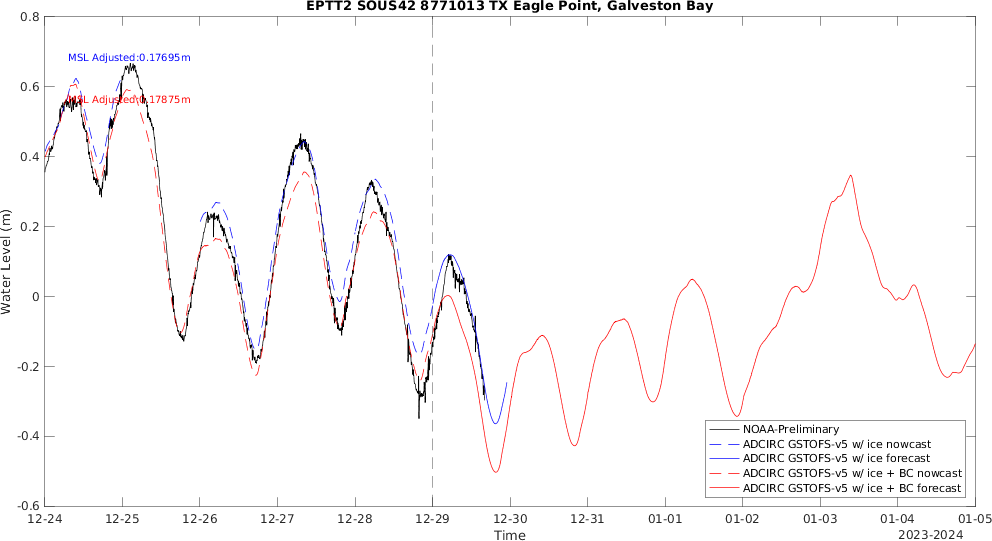 EPTT2 SOUS42 8771013 TX Eagle Point, Galveston Bay
0.8
0.6
0.4
0.2
0
-0.2
-0.4
-0.6
Water Level (m)
MSL Adjusted:0.17695m
MSL Adjusted:0.17875m
NOAA-Preliminary
ADCIRC GSTOFS-v5 w/ ice nowcast
ADCIRC GSTOFS-v5 w/ ice forecast
ADCIRC GSTOFS-v5 w/ ice + BC nowcast
ADCIRC GSTOFS-v5 w/ ice + BC forecast
12-24 12-25 12-26 12-27 12-28 12-29 12-30 12-31 01-01 01-02 01-03 01-04 01-05
Time
2023-2024